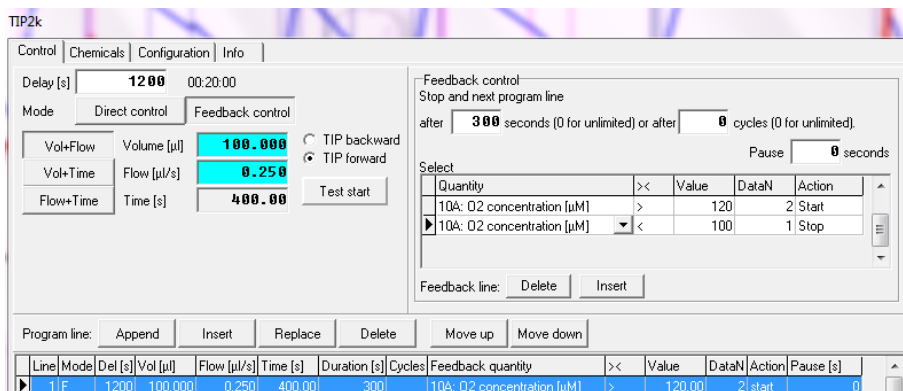 TIP2k
Control Chemicals Configuration Info
Delay [s] 1200 00:20:00
Mode Direct control Feedback control
Vol+Flow Volume [µl] 100.000 TIP backward
TIP forward
Vol+Time Flow [µl/s] 0.250
Test start
Flow+Time Time [s] 400.00
Feedback control
Stop and next program line
after 300 seconds (0 for unlimited) or after 0 cycles (0 for unlimited).
Pause 0 seconds
Select
Quantity >< Value DataN Action
10A: O2 concentration [µM] > 120 2 Start
10A: O2 concentration [µM] < 100 1 Stop
Feedback line: Delete Insert
Program line: Append Insert Replace Delete Move up Move down
Line Mode Del [s] Vol [µl] Flow [µl/s] Time [s] Duration [s] Cycles Feedback quantity >< Value DataN Action Pause [s]
1 F 1200 100.000 0.250 400.00 300 10A: O2 concentration [µM] > 120.00 2 start 0